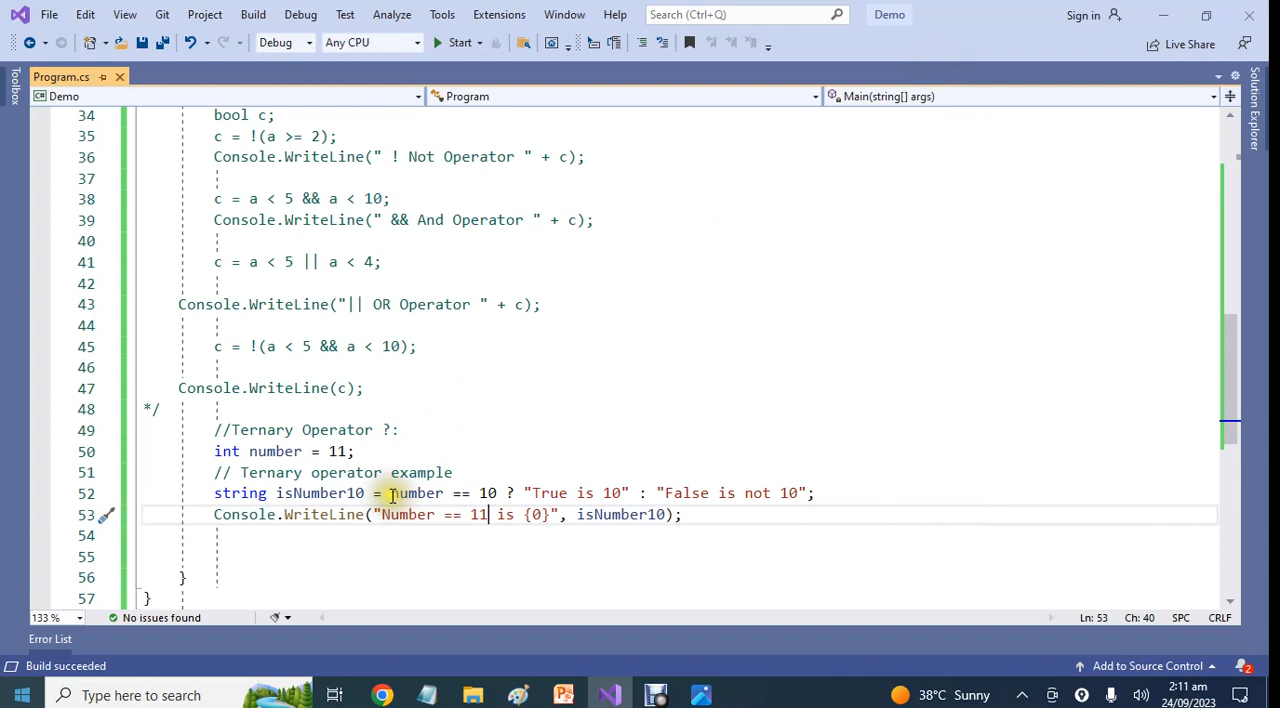 File Edit View Git Project Build Debug Test Analyze Tools Extensions Window Help Search (Ctrl+Q) Demo Sign in
Debug Any CPU Start Live Share
Toolbox Program.cs Solution Explorer
Demo Program Main(string[] args)
34 bool c;
35 c = !(a >= 2);
36 Console.WriteLine(" ! Not Operator " + c);
37
38 c = a < 5 && a < 10;
39 Console.WriteLine(" && And Operator " + c);
40
41 c = a < 5 || a < 4;
42
43 Console.WriteLine("|| OR Operator " + c);
44
45 c = !(a < 5 && a < 10);
46
47 Console.WriteLine(c);
48 */
49 //Ternary Operator ?:
50 int number = 11;
51 // Ternary operator example
52 string isNumber10 = number == 10 ? "True is 10" : "False is not 10";
53 Console.WriteLine("Number == 11 is {0}", isNumber10);
54
55
56 }
57 }
133 % No issues found Ln: 53 Ch: 40 SPC CRLF
Error List
Build succeeded Add to Source Control 2
Type here to search 38°C Sunny 2:11 am
24/09/2023